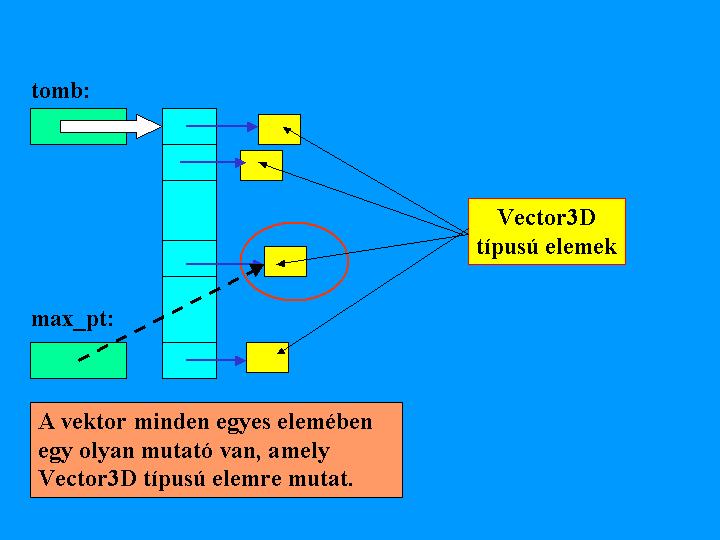 tomb:
Vector3D
típusú elemek
max_pt:
A vektor minden egyes elemében
egy olyan mutató van, amely
Vector3D típusú elemre mutat.